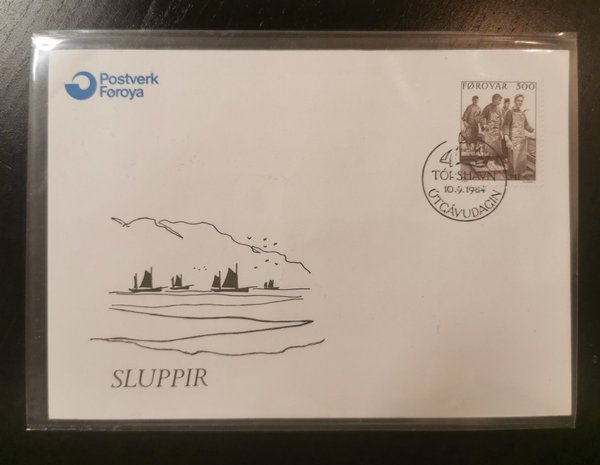 Postverk
Føroya
FØROYAR 300
TÓRSHAVN
10.9.1984
ÚTGÁVUDAGIN
SLUPPIR